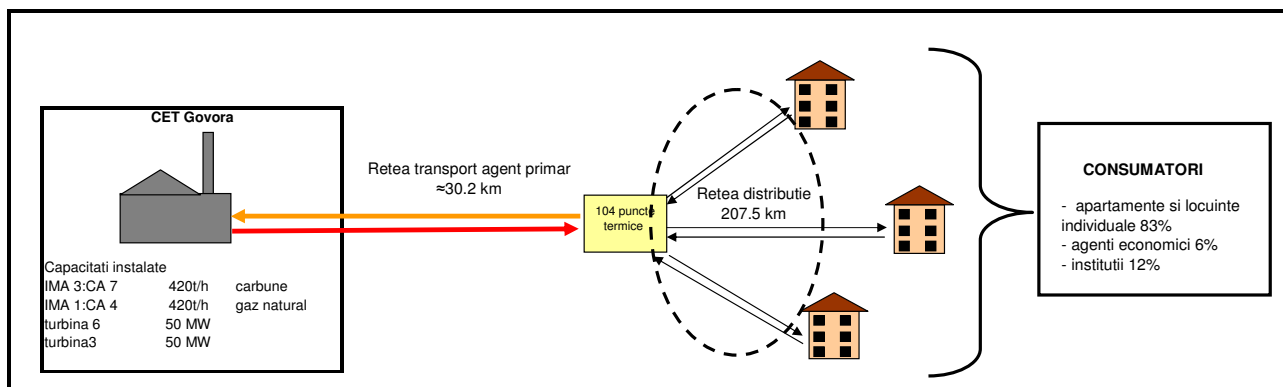 CET Govora
Capacitati instalate
IMA 3:CA 7 420t/h carbune
IMA 1:CA 4 420t/h gaz natural
turbina 6 50 MW
turbina3 50 MW
Retea transport agent primar
≈30.2 km
104 puncte
termice
Retea distributie
207.5 km
CONSUMATORI
- apartamente si locuinte
individuale 83%
- agenti economici 6%
- institutii 12%